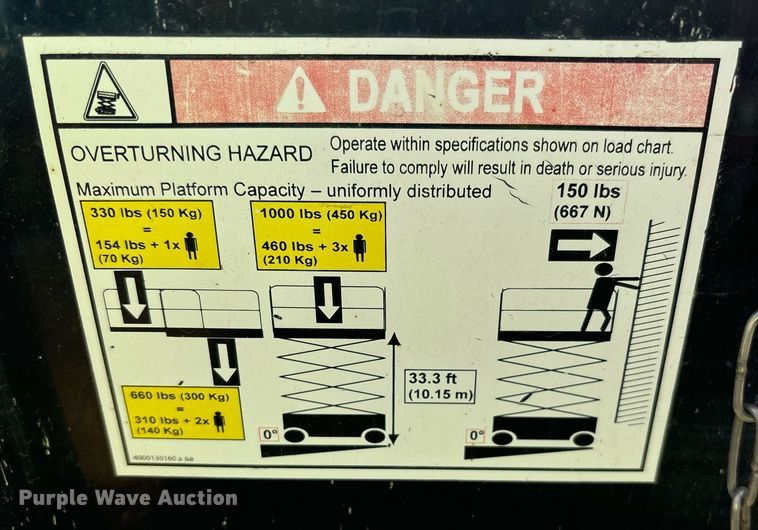 DANGER
OVERTURNING HAZARD
Operate within specifications shown on load chart.
Failure to comply will result in death or serious injury.
Maximum Platform Capacity – uniformly distributed
330 lbs (150 Kg)
=
154 lbs + 1x
(70 Kg)
1000 lbs (450 Kg)
=
460 lbs + 3x
(210 Kg)
150 lbs
(667 N)
33.3 ft
(10.15 m)
660 lbs (300 Kg)
=
310 lbs + 2x
(140 Kg)
0°
0°
4000130160 a sa
Purple Wave Auction